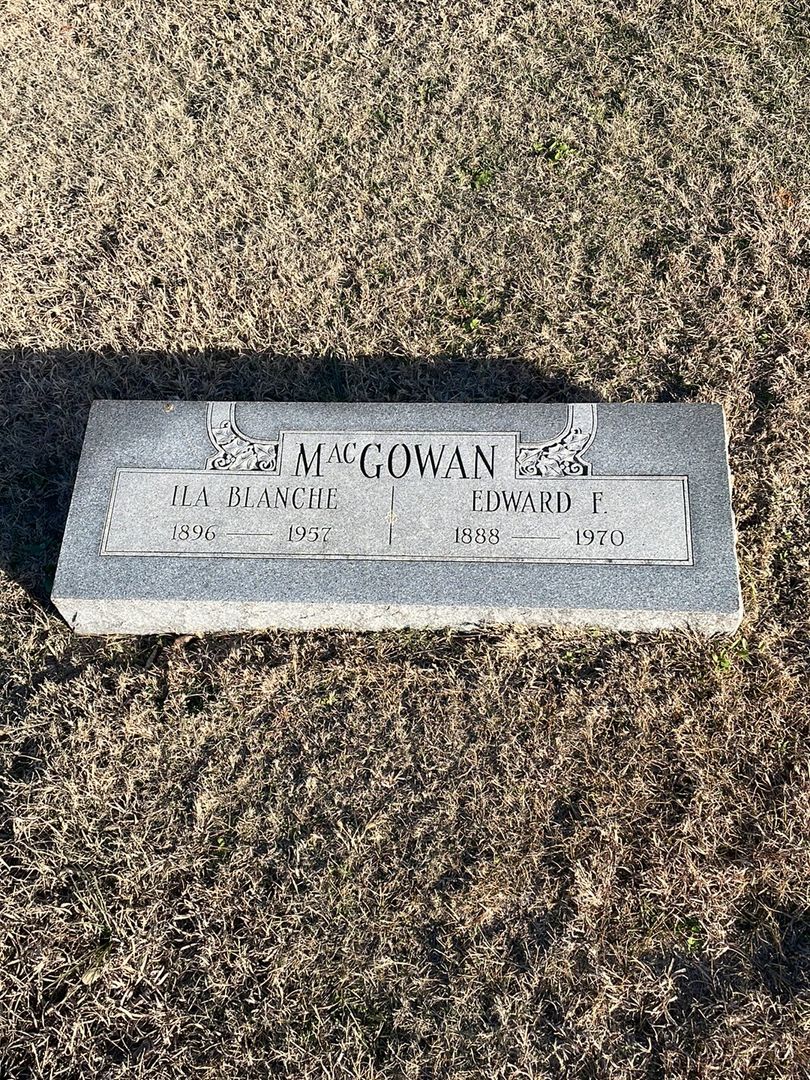 MacGOWAN
ILA BLANCHE EDWARD F.
1896 — 1957 1888 — 1970